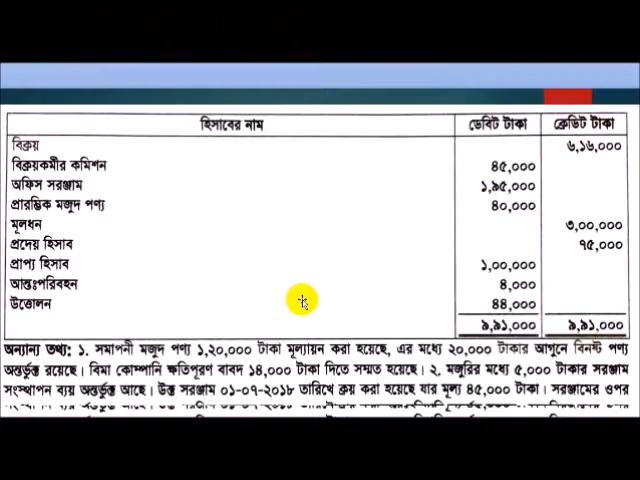 হিসাবের নাম ডেবিট টাকা ক্রেডিট টাকা
বিক্রয় ৬,১৬,০০০
বিক্রয়কর্মীর কমিশন ৪৫,০০০
অফিস সরঞ্জাম ১,৯৫,০০০
প্রারম্ভিক মজুদ পণ্য ৪০,০০০
মূলধন ৩,০০,০০০
প্রদেয় হিসাব ৭৫,০০০
প্রাপ্য হিসাব ১,০০,০০০
আন্তঃপরিবহন ৪,০০০
উত্তোলন ৪৪,০০০
৯,৯১,০০০ ৯,৯১,০০০
অন্যান্য তথ্য: ১. সমাপনী মজুদ পণ্য ১,২০,০০০ টাকা মূল্যায়ন করা হয়েছে, এর মধ্যে ২০,০০০ টাকার আগুনে বিনষ্ট পণ্য
অন্তর্ভুক্ত রয়েছে। বিমা কোম্পানি ক্ষতিপূরণ বাবদ ১৪,০০০ টাকা দিতে সম্মত হয়েছে। ২. মজুরির মধ্যে ৫,০০০ টাকার সরঞ্জাম
সংস্থাপন ব্যয় অন্তর্ভুক্ত আছে। উক্ত সরঞ্জাম ০১-০৭-২০১৮ তারিখে ক্রয় করা হয়েছে যার মূল্য ৪৫,০০০ টাকা। সরঞ্জামের ওপর